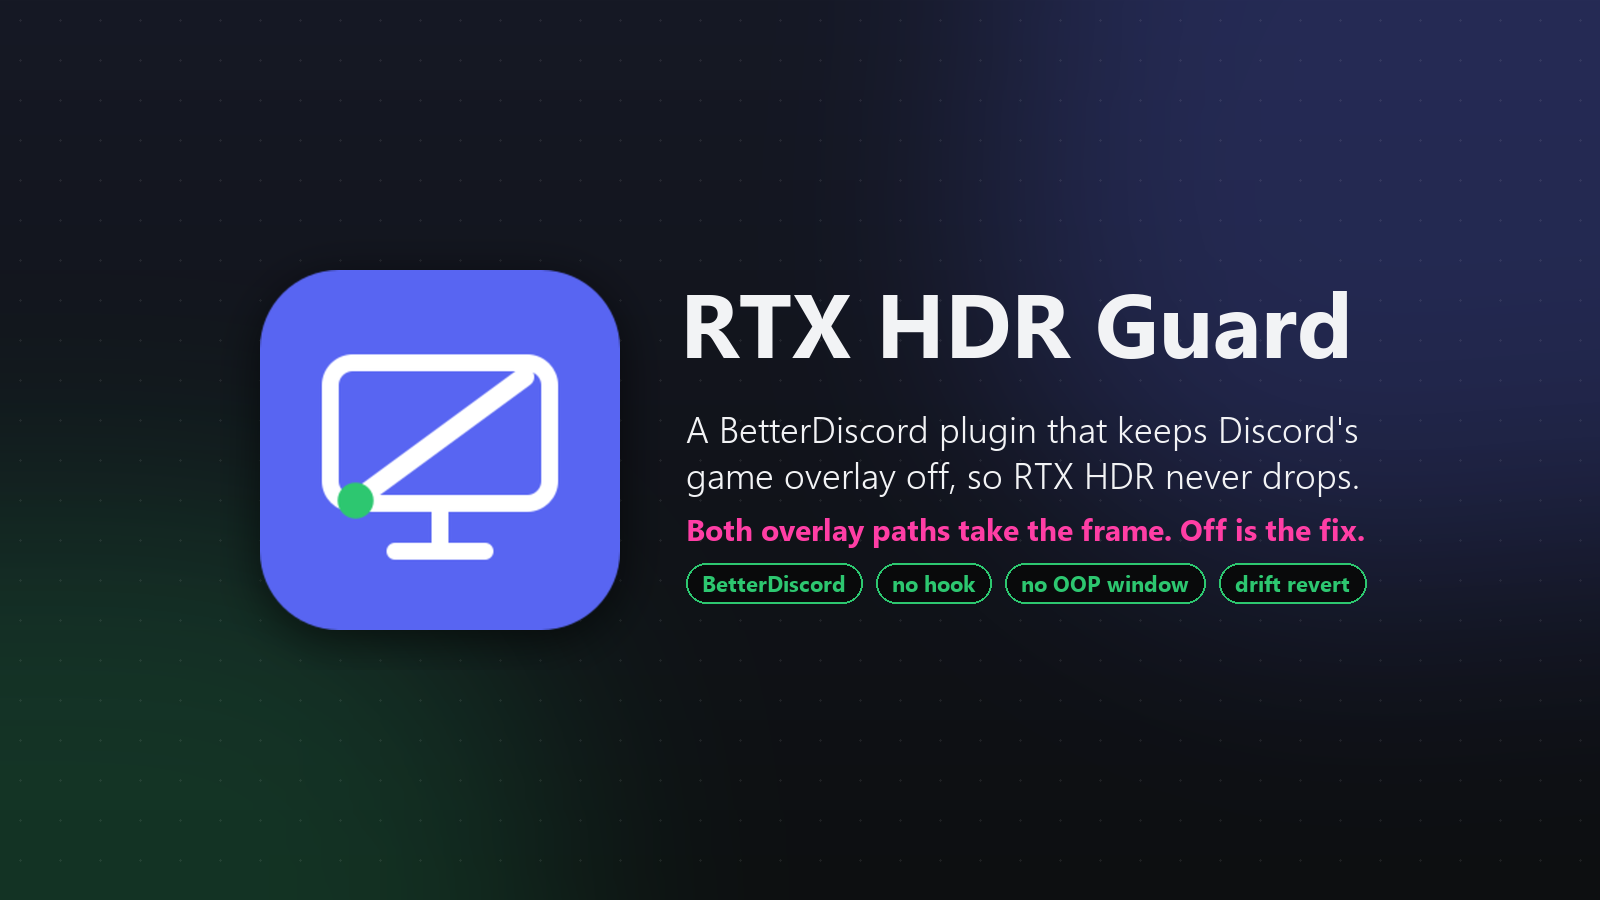 RTX HDR Guard
A BetterDiscord plugin that keeps Discord's
game overlay off, so RTX HDR never drops.
Both overlay paths take the frame. Off is the fix.
BetterDiscord no hook no OOP window drift revert